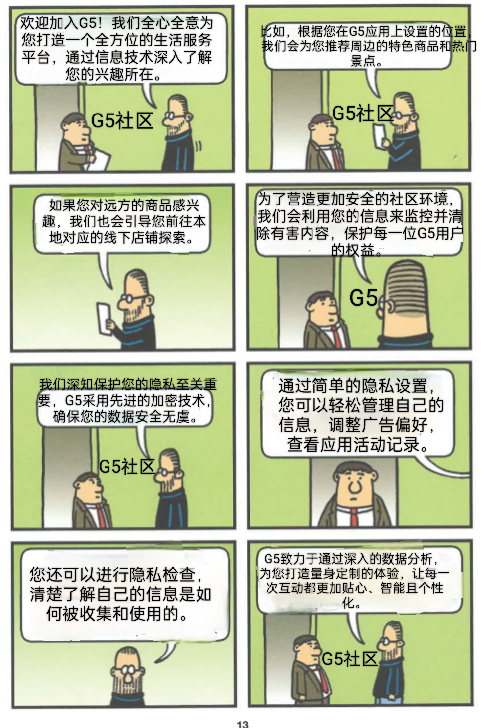 欢迎加入G5！我们全心全意为
您打造一个全方位的生活服务
平台，通过信息技术深入了解
您的兴趣所在。
G5社区
比如，根据您在G5应用上设置的位置，
我们会为您推荐周边的特色商品和热门
景点。
G5社区
如果您对远方的商品感兴
趣，我们也会引导您前往本
地对应的线下店铺探索。
为了营造更加安全的社区环境，
我们会利用您的信息来监控并清
除有害内容，保护每一位G5用户
的权益。
G5
我们深知保护您的隐私至关重
要，G5采用先进的加密技术，
确保您的数据安全无虞。
G5社区
通过简单的隐私设置，
您可以轻松管理自己的
信息，调整广告偏好，
查看应用活动记录。
您还可以进行隐私检查，
清楚了解自己的信息是如
何被收集和使用的。
G5致力于通过深入的数据分析，
为您打造量身定制的体验，让每一
次互动都更加贴心、智能且个性
化。
G5社区
13